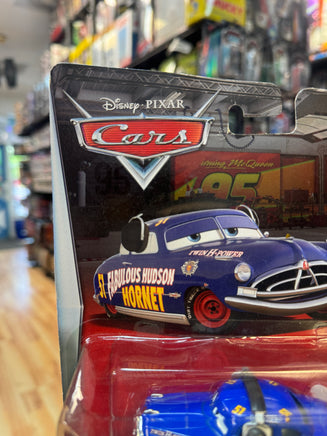 Disney · PIXAR
Cars
Lightning McQueen
95
TWIN H-POWER
51 FABULOUS HUDSON
HORNET